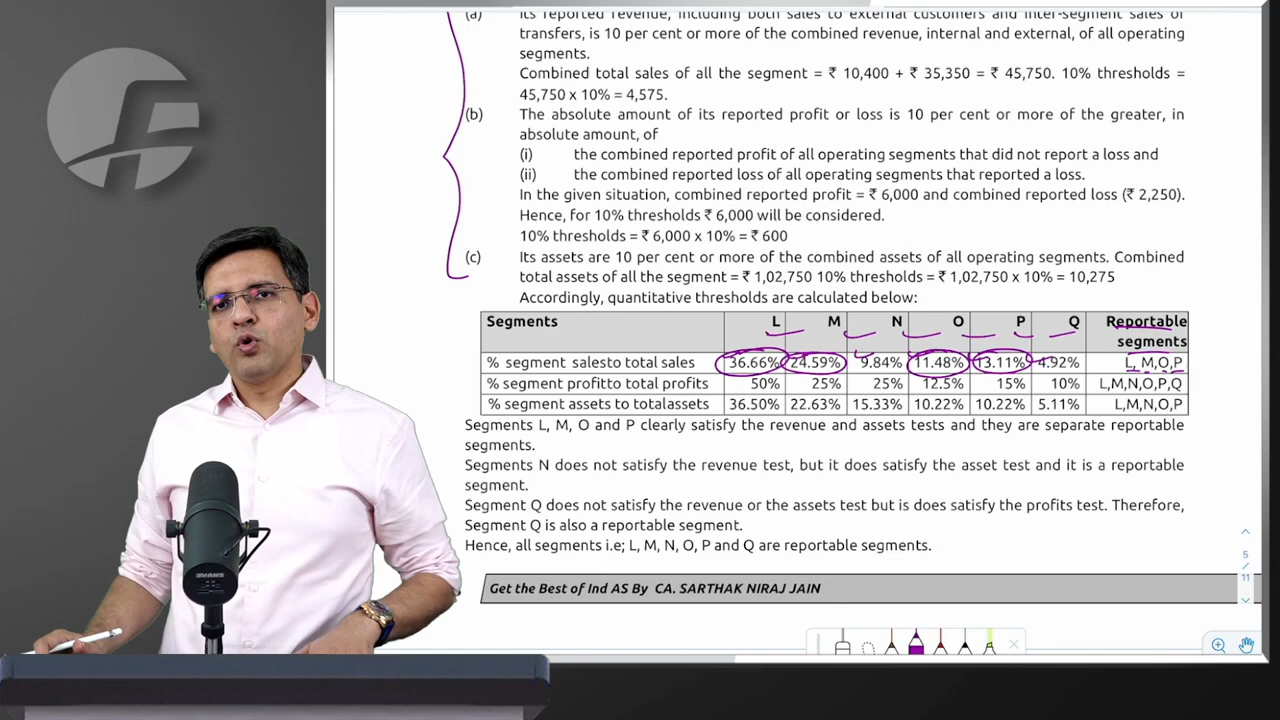 (a) its reported revenue, including both sales to external customers and inter-segment sales or
transfers, is 10 per cent or more of the combined revenue, internal and external, of all operating
segments.
Combined total sales of all the segment = ₹ 10,400 + ₹ 35,350 = ₹ 45,750. 10% thresholds =
45,750 x 10% = 4,575.
(b) The absolute amount of its reported profit or loss is 10 per cent or more of the greater, in
absolute amount, of
(i) the combined reported profit of all operating segments that did not report a loss and
(ii) the combined reported loss of all operating segments that reported a loss.
In the given situation, combined reported profit = ₹ 6,000 and combined reported loss (₹ 2,250).
Hence, for 10% thresholds ₹ 6,000 will be considered.
10% thresholds = ₹ 6,000 x 10% = ₹ 600
(c) Its assets are 10 per cent or more of the combined assets of all operating segments. Combined
total assets of all the segment = ₹ 1,02,750 10% thresholds = ₹ 1,02,750 x 10% = 10,275
Accordingly, quantitative thresholds are calculated below:
Segments L M N O P Q Reportable
segments
% segment salesto total sales 36.66% 24.59% 9.84% 11.48% 13.11% 4.92% L, M,O,P
% segment profitto total profits 50% 25% 25% 12.5% 15% 10% L,M,N,O,P,Q
% segment assets to totalassets 36.50% 22.63% 15.33% 10.22% 10.22% 5.11% L,M,N,O,P
Segments L, M, O and P clearly satisfy the revenue and assets tests and they are separate reportable
segments.
Segments N does not satisfy the revenue test, but it does satisfy the asset test and it is a reportable
segment.
Segment Q does not satisfy the revenue or the assets test but is does satisfy the profits test. Therefore,
Segment Q is also a reportable segment.
Hence, all segments i.e; L, M, N, O, P and Q are reportable segments.
Get the Best of Ind AS By CA. SARTHAK NIRAJ JAIN
5
/
11
SHURE